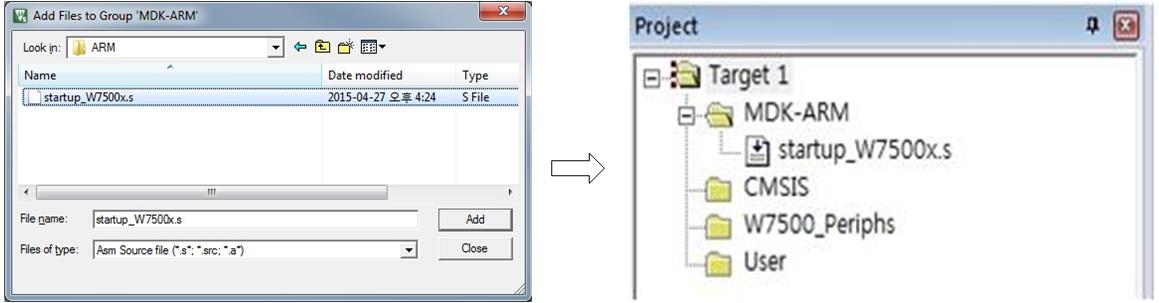 Add Files to Group 'MDK-ARM'
Look in: ARM
Name Date modified Type
startup_W7500x.s 2015-04-27 오후 4:24 S File
File name: startup_W7500x.s Add
Files of type: Asm Source file (*.s*; *.src; *.a*) Close
Project
Target 1
MDK-ARM
startup_W7500x.s
CMSIS
W7500_Periphs
User